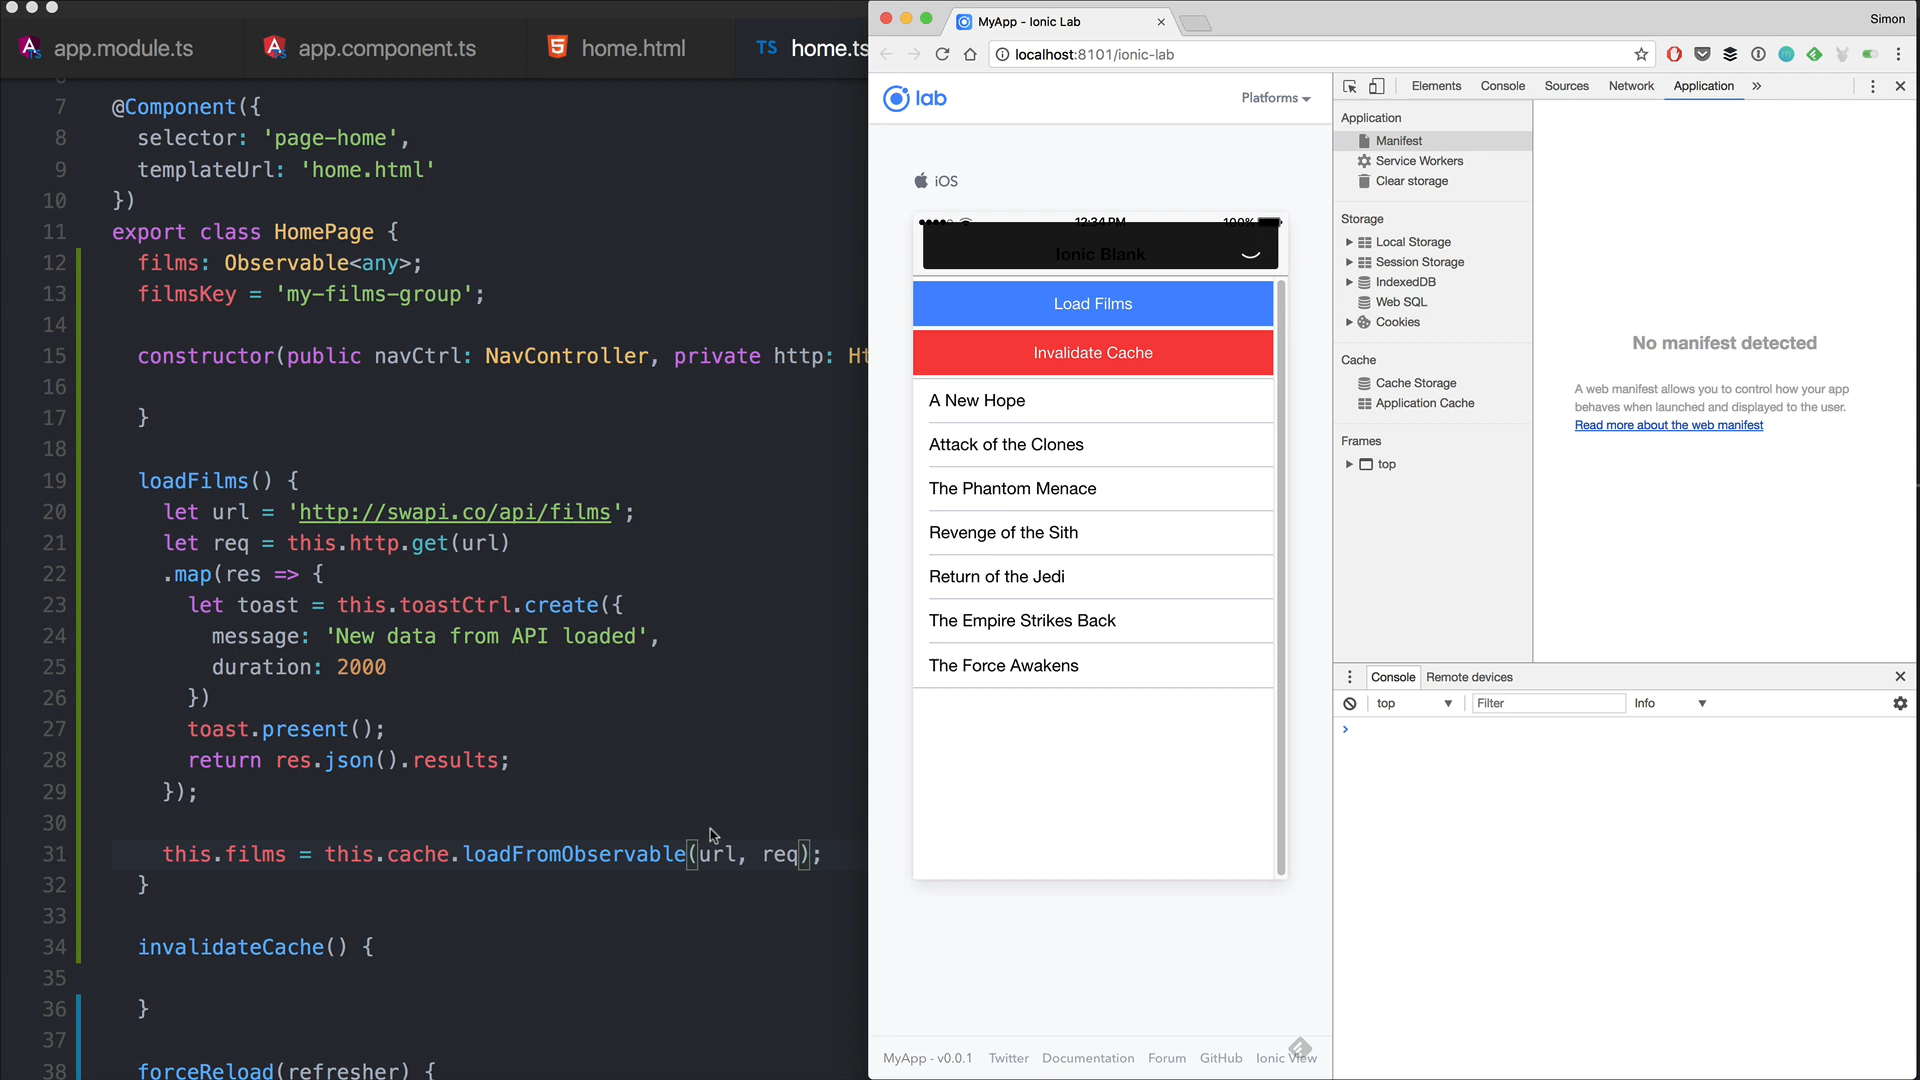 app.module.ts
app.component.ts
home.html
TS home.ts
7 @Component({
8 selector: 'page-home',
9 templateUrl: 'home.html'
10 })
11 export class HomePage {
12 films: Observable<any>;
13 filmsKey = 'my-films-group';
14
15 constructor(public navCtrl: NavController, private http: Ht
16
17 }
18
19 loadFilms() {
20 let url = 'http://swapi.co/api/films';
21 let req = this.http.get(url)
22 .map(res => {
23 let toast = this.toastCtrl.create({
24 message: 'New data from API loaded',
25 duration: 2000
26 })
27 toast.present();
28 return res.json().results;
29 });
30
31 this.films = this.cache.loadFromObservable(url, req);
32 }
33
34 invalidateCache() {
35
36 }
37
38 forceReload(refresher) {
MyApp - Ionic Lab
Simon
localhost:8101/ionic-lab
lab
Platforms
iOS
12:34 PM
100%
Ionic Blank
Load Films
Invalidate Cache
A New Hope
Attack of the Clones
The Phantom Menace
Revenge of the Sith
Return of the Jedi
The Empire Strikes Back
The Force Awakens
MyApp - v0.0.1 Twitter Documentation Forum GitHub Ionic View
Elements Console Sources Network Application »
Application
Manifest
Service Workers
Clear storage
Storage
Local Storage
Session Storage
IndexedDB
Web SQL
Cookies
Cache
Cache Storage
Application Cache
Frames
top
No manifest detected
A web manifest allows you to control how your app
behaves when launched and displayed to the user.
Read more about the web manifest
Console Remote devices
top Filter Info